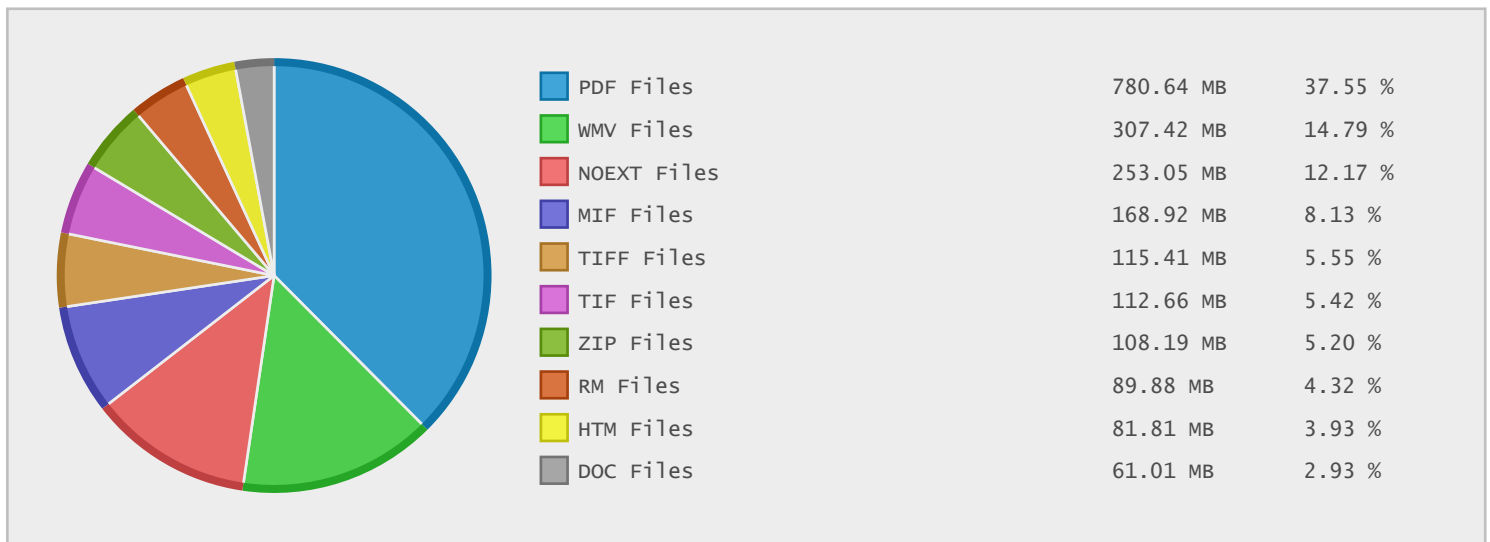 PDF Files 780.64 MB 37.55 %
WMV Files 307.42 MB 14.79 %
NOEXT Files 253.05 MB 12.17 %
MIF Files 168.92 MB 8.13 %
TIFF Files 115.41 MB 5.55 %
TIF Files 112.66 MB 5.42 %
ZIP Files 108.19 MB 5.20 %
RM Files 89.88 MB 4.32 %
HTM Files 81.81 MB 3.93 %
DOC Files 61.01 MB 2.93 %